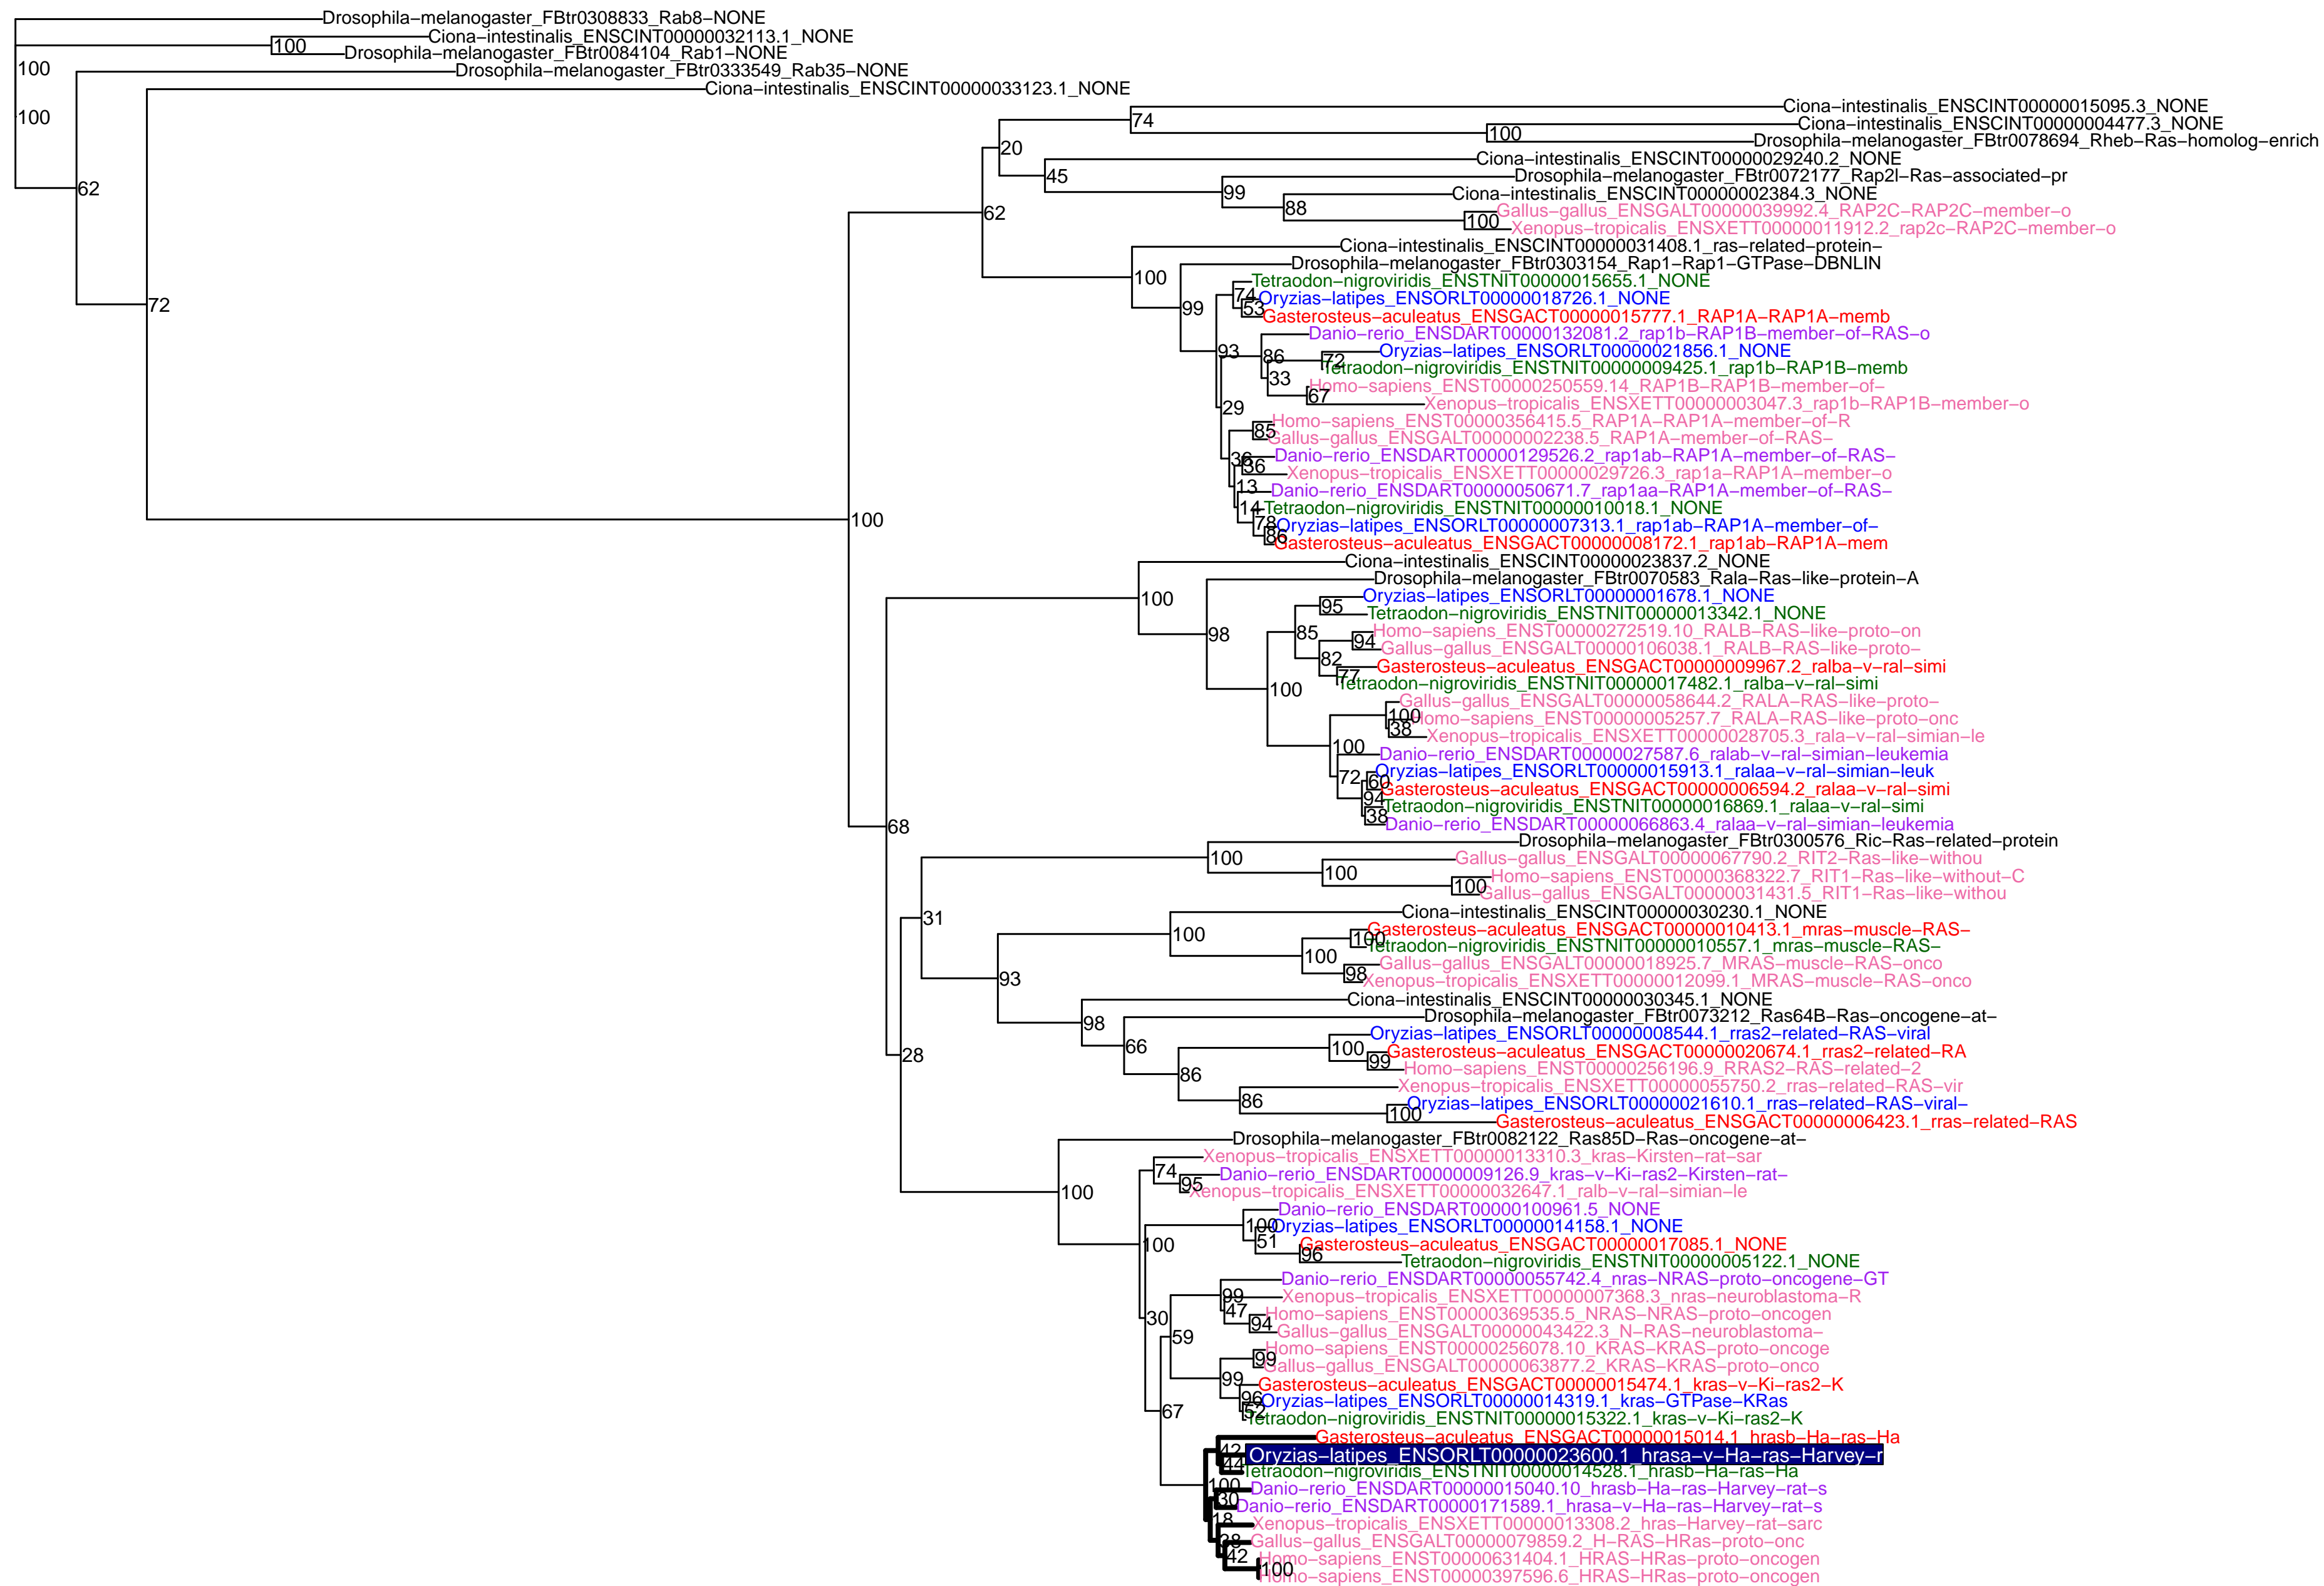 Drosophila−melanogaster_FBtr0308833_Rab8−NONE
Ciona−intestinalis_ENSCINT00000032113.1_NONE
100
Drosophila−melanogaster_FBtr0084104_Rab1−NONE
100
Drosophila−melanogaster_FBtr0333549_Rab35−NONE
Ciona−intestinalis_ENSCINT00000033123.1_NONE
100
Ciona−intestinalis_ENSCINT00000015095.3_NONE
74
Ciona−intestinalis_ENSCINT00000004477.3_NONE
100
Drosophila−melanogaster_FBtr0078694_Rheb−Ras−homolog−enrich
20
Ciona−intestinalis_ENSCINT00000029240.2_NONE
45
Drosophila−melanogaster_FBtr0072177_Rap2l−Ras−associated−pr
62
99
Ciona−intestinalis_ENSCINT00000002384.3_NONE
88
Gallus−gallus_ENSGALT00000039992.4_RAP2C−RAP2C−member−o
62
100
Xenopus−tropicalis_ENSXETT00000011912.2_rap2c−RAP2C−member−o
Ciona−intestinalis_ENSCINT00000031408.1_ras−related−protein−
100
Drosophila−melanogaster_FBtr0303154_Rap1−Rap1−GTPase−DBNLIN
Tetraodon−nigroviridis_ENSTNIT00000015655.1_NONE
74
Oryzias−latipes_ENSORLT00000018726.1_NONE
72
99
53
Gasterosteus−aculeatus_ENSGACT00000015777.1_RAP1A−RAP1A−memb
Danio−rerio_ENSDART00000132081.2_rap1b−RAP1B−member−of−RAS−o
93
86
Oryzias−latipes_ENSORLT00000021856.1_NONE
72
Tetraodon−nigroviridis_ENSTNIT00000009425.1_rap1b−RAP1B−memb
33
Homo−sapiens_ENST00000250559.14_RAP1B−RAP1B−member−of−
67
Xenopus−tropicalis_ENSXETT00000003047.3_rap1b−RAP1B−member−o
29
Homo−sapiens_ENST00000356415.5_RAP1A−RAP1A−member−of−R
85
Gallus−gallus_ENSGALT00000002238.5_RAP1A−member−of−RAS−
36
Danio−rerio_ENSDART00000129526.2_rap1ab−RAP1A−member−of−RAS−
36
Xenopus−tropicalis_ENSXETT00000029726.3_rap1a−RAP1A−member−o
13
Danio−rerio_ENSDART00000050671.7_rap1aa−RAP1A−member−of−RAS−
14
Tetraodon−nigroviridis_ENSTNIT00000010018.1_NONE
100
78
Oryzias−latipes_ENSORLT00000007313.1_rap1ab−RAP1A−member−of−
86
Gasterosteus−aculeatus_ENSGACT00000008172.1_rap1ab−RAP1A−mem
Ciona−intestinalis_ENSCINT00000023837.2_NONE
Drosophila−melanogaster_FBtr0070583_Rala−Ras−like−protein−A
100
Oryzias−latipes_ENSORLT00000001678.1_NONE
95
Tetraodon−nigroviridis_ENSTNIT00000013342.1_NONE
98
85
Homo−sapiens_ENST00000272519.10_RALB−RAS−like−proto−on
94
Gallus−gallus_ENSGALT00000106038.1_RALB−RAS−like−proto−
82
Gasterosteus−aculeatus_ENSGACT00000009967.2_ralba−v−ral−simi
77
Tetraodon−nigroviridis_ENSTNIT00000017482.1_ralba−v−ral−simi
100
Gallus−gallus_ENSGALT00000058644.2_RALA−RAS−like−proto−
100
Homo−sapiens_ENST00000005257.7_RALA−RAS−like−proto−onc
38
Xenopus−tropicalis_ENSXETT00000028705.3_rala−v−ral−simian−le
100
Danio−rerio_ENSDART00000027587.6_ralab−v−ral−simian−leukemia
72
Oryzias−latipes_ENSORLT00000015913.1_ralaa−v−ral−simian−leuk
60
Gasterosteus−aculeatus_ENSGACT00000006594.2_ralaa−v−ral−simi
94
Tetraodon−nigroviridis_ENSTNIT00000016869.1_ralaa−v−ral−simi
38
Danio−rerio_ENSDART00000066863.4_ralaa−v−ral−simian−leukemia
68
Drosophila−melanogaster_FBtr0300576_Ric−Ras−related−protein
100
Gallus−gallus_ENSGALT00000067790.2_RIT2−Ras−like−withou
100
Homo−sapiens_ENST00000368322.7_RIT1−Ras−like−without−C
100
Gallus−gallus_ENSGALT00000031431.5_RIT1−Ras−like−withou
31
Ciona−intestinalis_ENSCINT00000030230.1_NONE
100
Gasterosteus−aculeatus_ENSGACT00000010413.1_mras−muscle−RAS−
100
Tetraodon−nigroviridis_ENSTNIT00000010557.1_mras−muscle−RAS−
100
Gallus−gallus_ENSGALT00000018925.7_MRAS−muscle−RAS−onco
98
Xenopus−tropicalis_ENSXETT00000012099.1_MRAS−muscle−RAS−onco
93
Ciona−intestinalis_ENSCINT00000030345.1_NONE
98
Drosophila−melanogaster_FBtr0073212_Ras64B−Ras−oncogene−at−
66
Oryzias−latipes_ENSORLT00000008544.1_rras2−related−RAS−viral
100
Gasterosteus−aculeatus_ENSGACT00000020674.1_rras2−related−RA
28
99
Homo−sapiens_ENST00000256196.9_RRAS2−RAS−related−2
86
Xenopus−tropicalis_ENSXETT00000055750.2_rras−related−RAS−vir
86
Oryzias−latipes_ENSORLT00000021610.1_rras−related−RAS−viral−
100
Gasterosteus−aculeatus_ENSGACT00000006423.1_rras−related−RAS
Drosophila−melanogaster_FBtr0082122_Ras85D−Ras−oncogene−at−
Xenopus−tropicalis_ENSXETT00000013310.3_kras−Kirsten−rat−sar
74
Danio−rerio_ENSDART00000009126.9_kras−v−Ki−ras2−Kirsten−rat−
100
95
Xenopus−tropicalis_ENSXETT00000032647.1_ralb−v−ral−simian−le
Danio−rerio_ENSDART00000100961.5_NONE
100
Oryzias−latipes_ENSORLT00000014158.1_NONE
100
51
Gasterosteus−aculeatus_ENSGACT00000017085.1_NONE
96
Tetraodon−nigroviridis_ENSTNIT00000005122.1_NONE
Danio−rerio_ENSDART00000055742.4_nras−NRAS−proto−oncogene−GT
99
Xenopus−tropicalis_ENSXETT00000007368.3_nras−neuroblastoma−R
30
47
Homo−sapiens_ENST00000369535.5_NRAS−NRAS−proto−oncogen
94
Gallus−gallus_ENSGALT00000043422.3_N−RAS−neuroblastoma−
59
Homo−sapiens_ENST00000256078.10_KRAS−KRAS−proto−oncoge
99
Gallus−gallus_ENSGALT00000063877.2_KRAS−KRAS−proto−onco
99
Gasterosteus−aculeatus_ENSGACT00000015474.1_kras−v−Ki−ras2−K
96
Oryzias−latipes_ENSORLT00000014319.1_kras−GTPase−KRas
67
52
Tetraodon−nigroviridis_ENSTNIT00000015322.1_kras−v−Ki−ras2−K
Gasterosteus−aculeatus_ENSGACT00000015014.1_hrasb−Ha−ras−Ha
42
Oryzias−latipes_ENSORLT00000023600.1_hrasa−v−Ha−ras−Harvey−r
44
Tetraodon−nigroviridis_ENSTNIT00000014528.1_hrasb−Ha−ras−Ha
100
Danio−rerio_ENSDART00000015040.10_hrasb−Ha−ras−Harvey−rat−s
30
Danio−rerio_ENSDART00000171589.1_hrasa−v−Ha−ras−Harvey−rat−s
18
Xenopus−tropicalis_ENSXETT00000013308.2_hras−Harvey−rat−sarc
38
Gallus−gallus_ENSGALT00000079859.2_H−RAS−HRas−proto−onc
42
Homo−sapiens_ENST00000631404.1_HRAS−HRas−proto−oncogen
100
Homo−sapiens_ENST00000397596.6_HRAS−HRas−proto−oncogen